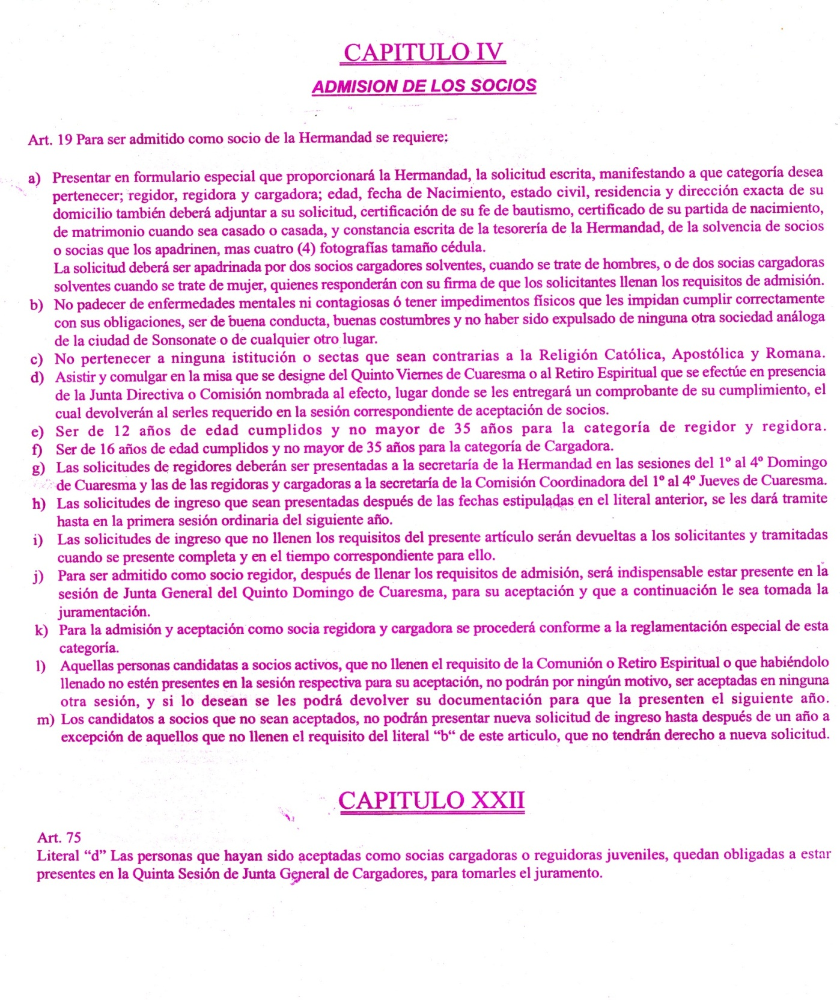 CAPITULO IV
ADMISION DE LOS SOCIOS
Art. 19 Para ser admitido como socio de la Hermandad se requiere:
a) Presentar en formulario especial que proporcionará la Hermandad, la solicitud escrita, manifestando a que categoría desea
pertenecer; regidor, regidora y cargadora; edad, fecha de Nacimiento, estado civil, residencia y dirección exacta de su
domicilio también deberá adjuntar a su solicitud, certificación de su fe de bautismo, certificado de su partida de nacimiento,
de matrimonio cuando sea casado o casada, y constancia escrita de la tesorería de la Hermandad, de la solvencia de socios
o socias que los apadrinen, mas cuatro (4) fotografías tamaño cédula.
La solicitud deberá ser apadrinada por dos socios cargadores solventes, cuando se trate de hombres, o de dos socias cargadoras
solventes cuando se trate de mujer, quienes responderán con su firma de que los solicitantes llenan los requisitos de admisión.
b) No padecer de enfermedades mentales ni contagiosas ó tener impedimentos físicos que les impidan cumplir correctamente
con sus obligaciones, ser de buena conducta, buenas costumbres y no haber sido expulsado de ninguna otra sociedad análoga
de la ciudad de Sonsonate o de cualquier otro lugar.
c) No pertenecer a ninguna istitución o sectas que sean contrarias a la Religión Católica, Apostólica y Romana.
d) Asistir y comulgar en la misa que se designe del Quinto Viernes de Cuaresma o al Retiro Espiritual que se efectúe en presencia
de la Junta Directiva o Comisión nombrada al efecto, lugar donde se les entregará un comprobante de su cumplimiento, el
cual devolverán al serles requerido en la sesión correspondiente de aceptación de socios.
e) Ser de 12 años de edad cumplidos y no mayor de 35 años para la categoría de regidor y regidora.
f) Ser de 16 años de edad cumplidos y no mayor de 35 años para la categoría de Cargadora.
g) Las solicitudes de regidores deberán ser presentadas a la secretaría de la Hermandad en las sesiones del 1º al 4º Domingo
de Cuaresma y las de las regidoras y cargadoras a la secretaría de la Comisión Coordinadora del 1º al 4º Jueves de Cuaresma.
h) Las solicitudes de ingreso que sean presentadas después de las fechas estipuladas en el literal anterior, se les dará tramite
hasta en la primera sesión ordinaria del siguiente año.
i) Las solicitudes de ingreso que no llenen los requisitos del presente artículo serán devueltas a los solicitantes y tramitadas
cuando se presente completa y en el tiempo correspondiente para ello.
j) Para ser admitido como socio regidor, después de llenar los requisitos de admisión, será indispensable estar presente en la
sesión de Junta General del Quinto Domingo de Cuaresma, para su aceptación y que a continuación le sea tomada la
juramentación.
k) Para la admisión y aceptación como socia regidora y cargadora se procederá conforme a la reglamentación especial de esta
categoría.
l) Aquellas personas candidatas a socios activos, que no llenen el requisito de la Comunión o Retiro Espiritual o que habiéndolo
llenado no estén presentes en la sesión respectiva para su aceptación, no podrán por ningún motivo, ser aceptadas en ninguna
otra sesión, y si lo desean se les podrá devolver su documentación para que la presenten el siguiente año.
m) Los candidatos a socios que no sean aceptados, no podrán presentar nueva solicitud de ingreso hasta después de un año a
excepción de aquellos que no llenen el requisito del literal “b“ de este articulo, que no tendrán derecho a nueva solicitud.
CAPITULO XXII
Art. 75
Literal “d” Las personas que hayan sido aceptadas como socias cargadoras o reguidoras juveniles, quedan obligadas a estar
presentes en la Quinta Sesión de Junta General de Cargadores, para tomarles el juramento.